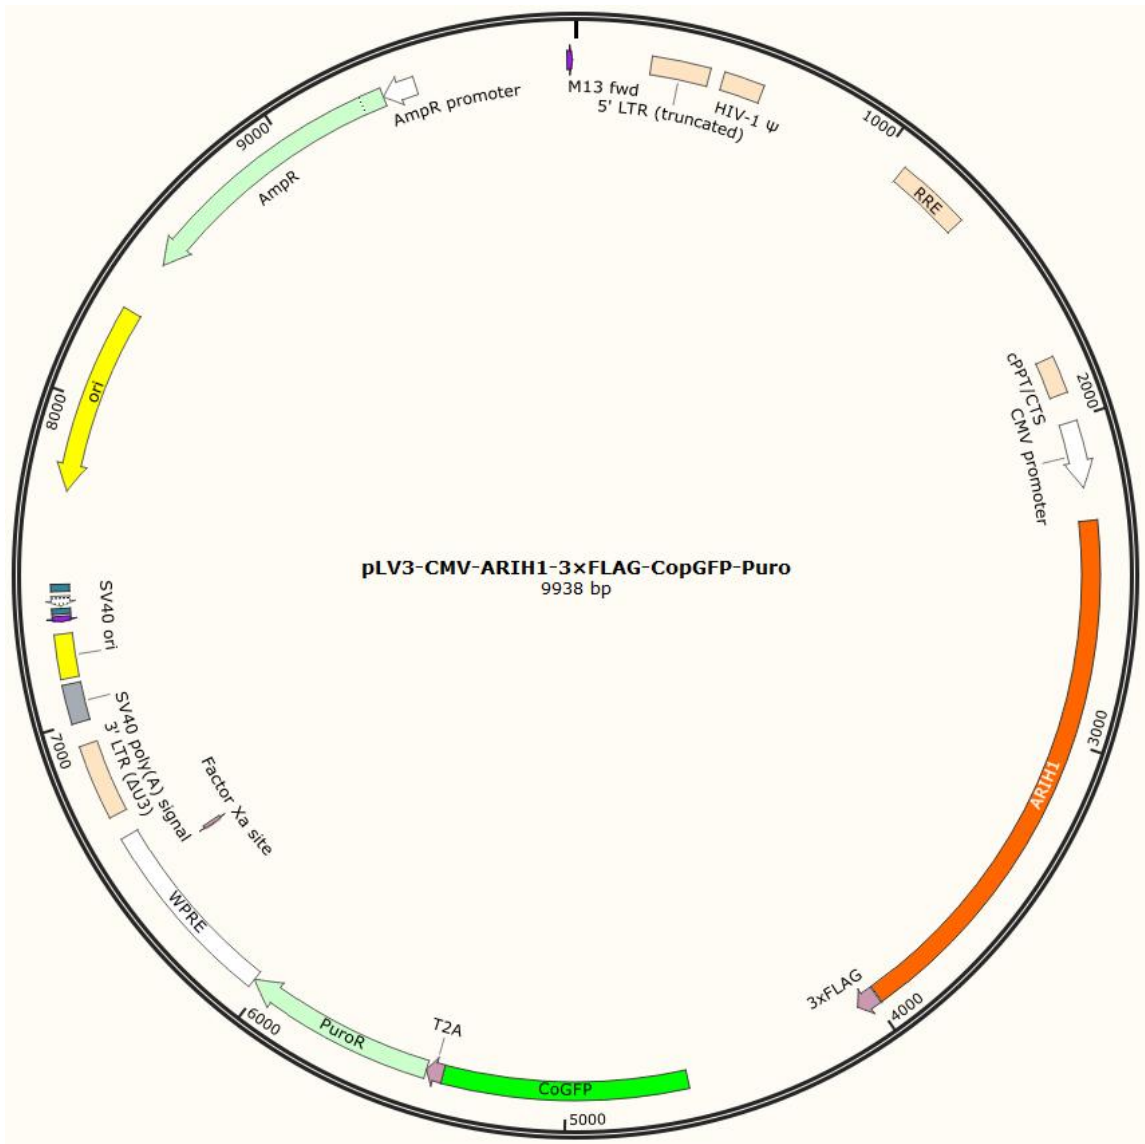 M13 fwd
5' LTR (truncated)
HIV-1 Ψ
1000
RRE
cPPT/CTS
2000
CMV promoter
ARIH1
3000
4000
3xFLAG
CoGFP
5000
T2A
PuroR
6000
WPRE
Factor Xa site
3' LTR (ΔU3)
7000
SV40 poly(A) signal
SV40 ori
ori
8000
AmpR
9000
AmpR promoter
pLV3-CMV-ARIH1-3×FLAG-CopGFP-Puro
9938 bp